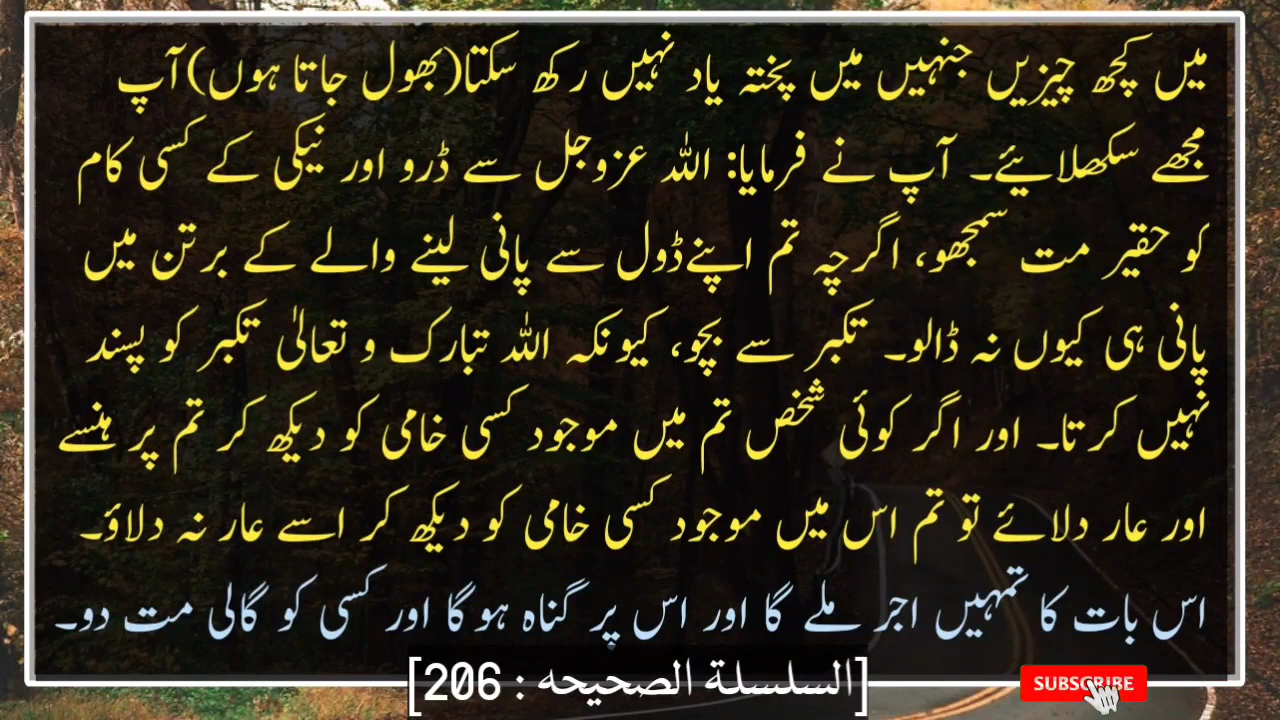 میں کچھ چیزیں جنہیں میں پختہ یاد نہیں رکھ سکتا(بھول جاتا ہوں)آپ
مجھے سکھلایئے۔ آپ نے فرمایا: اللہ عزوجل سے ڈرو اور نیکی کے کسی کام
کو حقیر مت سمجھو، اگرچہ تم اپنےڈول سے پانی لینے والے کے برتن میں
پانی ہی کیوں نہ ڈالو۔ تکبر سے بچو، کیونکہ اللہ تبارک و تعالیٰ تکبر کو پسند
نہیں کرتا۔ اور اگر کوئی شخص تم میں موجود کسی خامی کو دیکھ کر تم پر ہنسے
اور عار دلائے تو تم اس میں موجود کسی خامی کو دیکھ کر اسے عار نہ دلاؤ۔
اس بات کا تمہیں اجر ملے گا اور اس پر گناہ ہو گا اور کسی کو گالی مت دو۔
[السلسلة الصحيحه : 206]
SUBSCRIBE